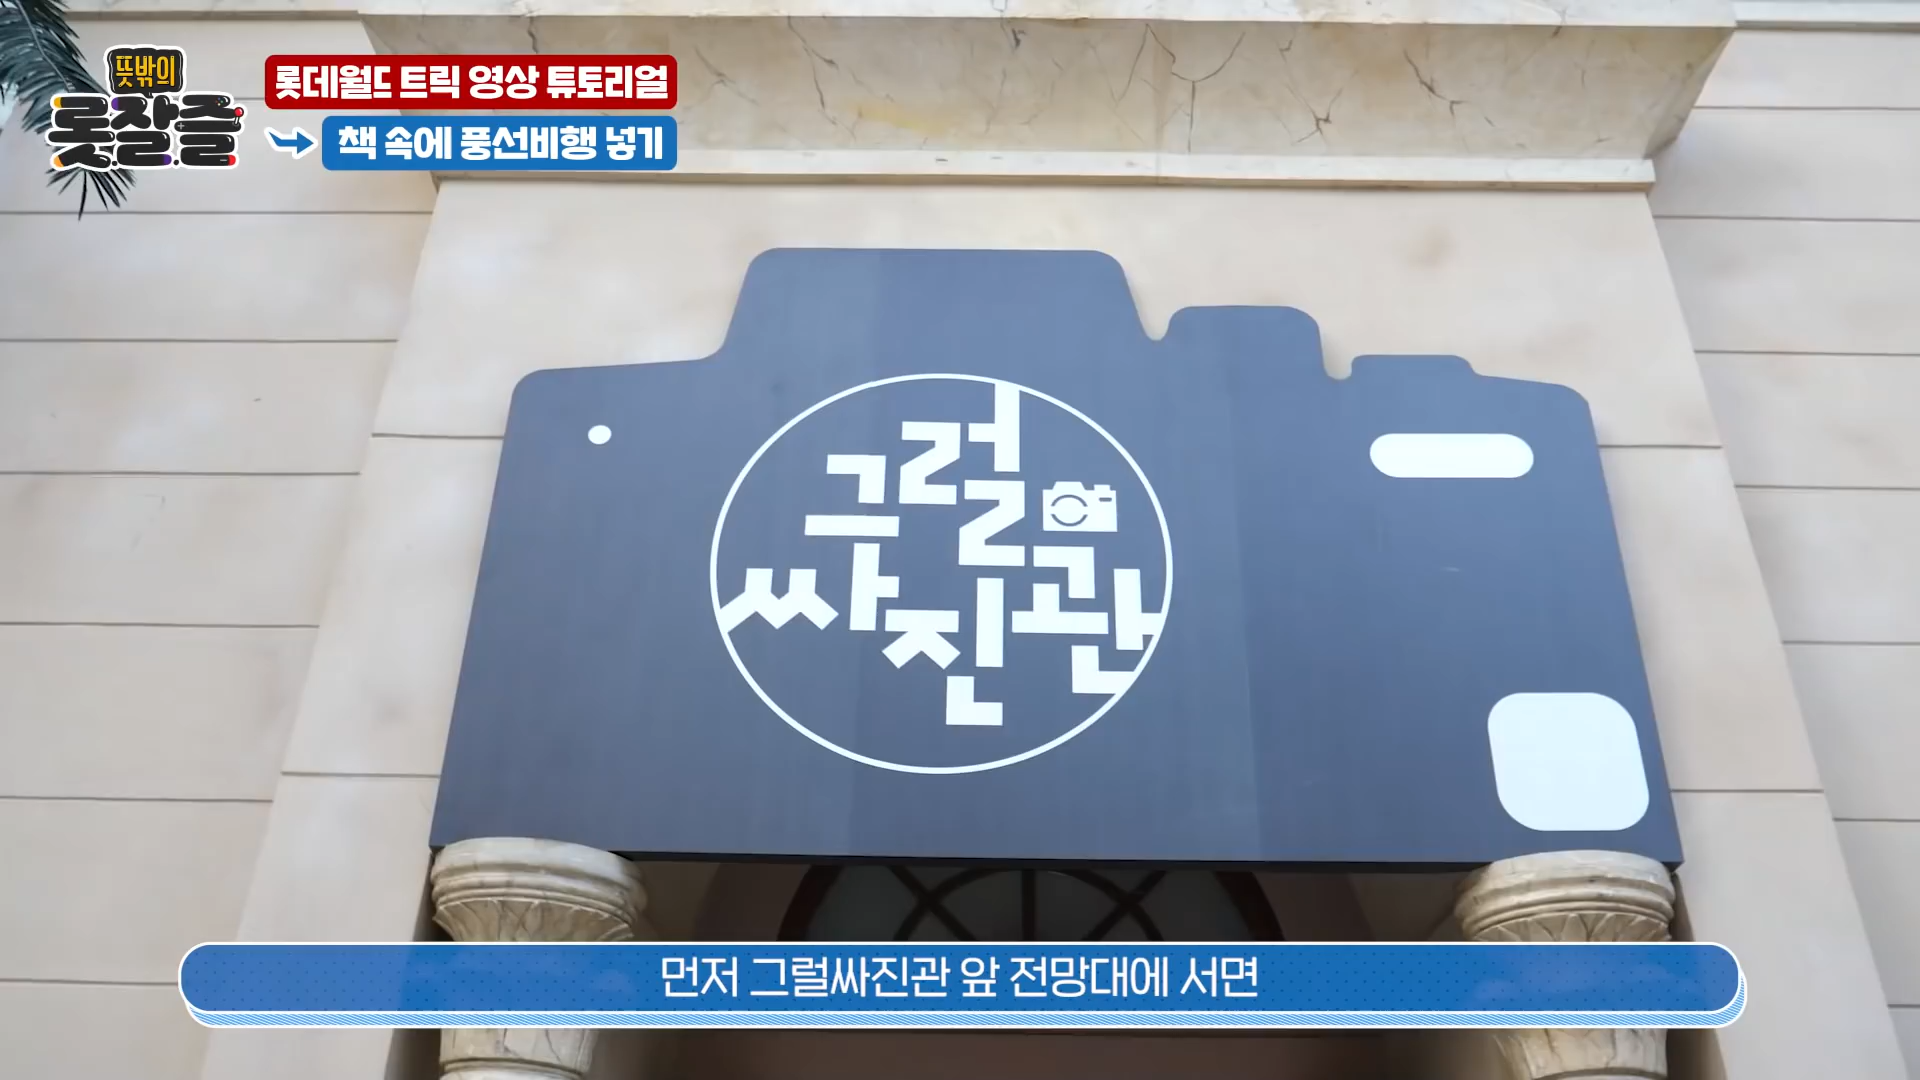 뜻밖의
롯.잘.즐
롯데월드 트릭 영상 튜토리얼
책 속에 풍선비행 넣기
그럴
싸진관
먼저 그럴싸진관 앞 전망대에 서면